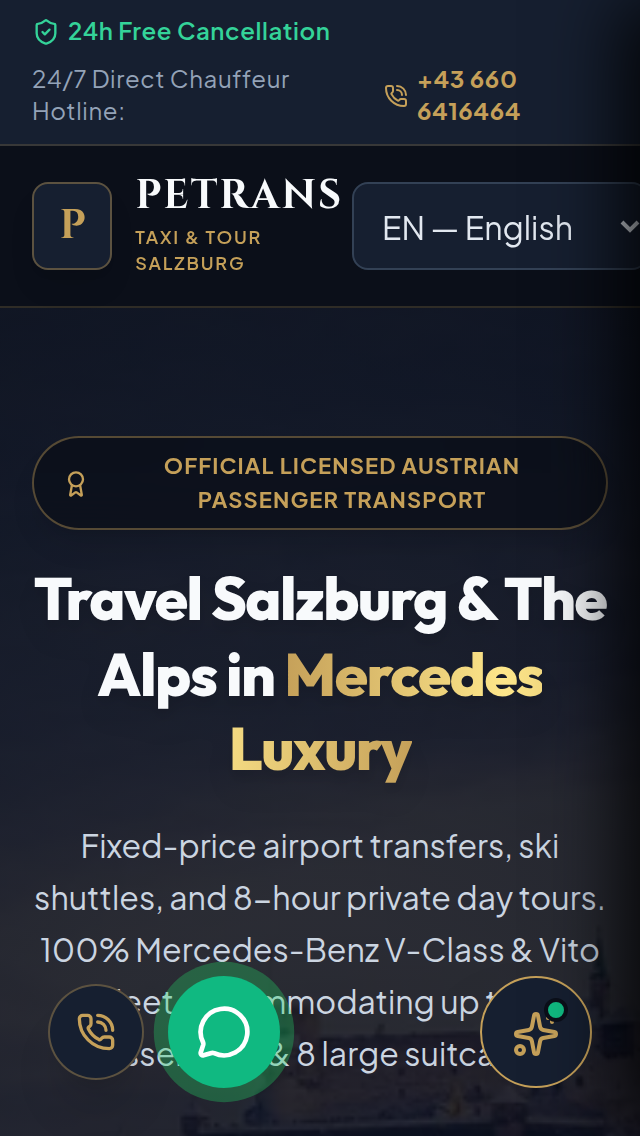 24h Free Cancellation
24/7 Direct Chauffeur
Hotline:
+43 660
6416464
P
PETRANS
TAXI & TOUR
SALZBURG
EN — English
OFFICIAL LICENSED AUSTRIAN
PASSENGER TRANSPORT
Travel Salzburg & The
Alps in Mercedes
Luxury
Fixed-price airport transfers, ski
shuttles, and 8–hour private day tours.
100% Mercedes-Benz V-Class & Vito
up
& 8 large